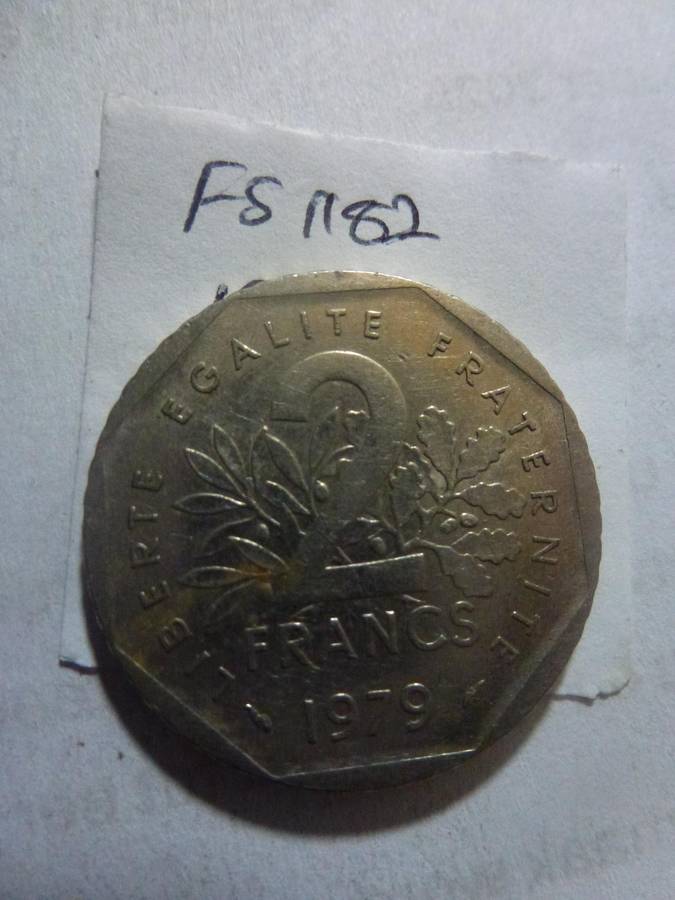 FS 1182
LIBERTE EGALITE FRATERNITE
2
FRANCS
1979